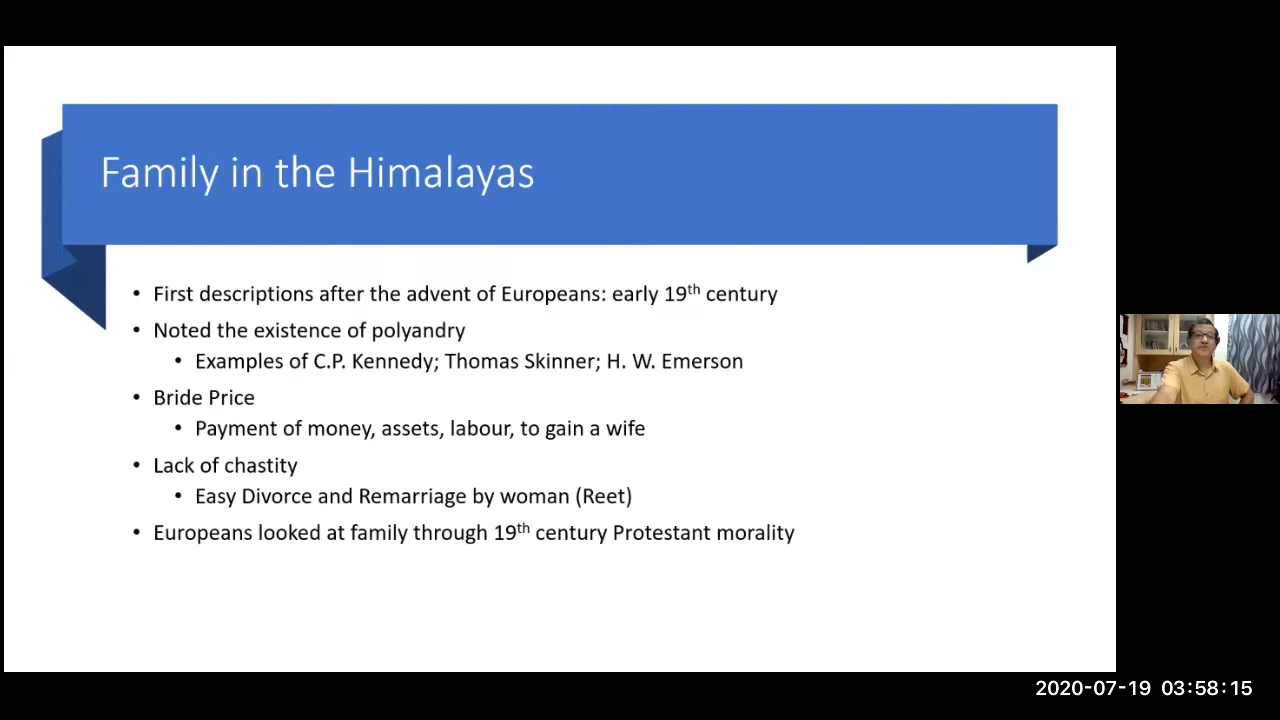 Family in the Himalayas
• First descriptions after the advent of Europeans: early 19th century
• Noted the existence of polyandry
• Examples of C.P. Kennedy; Thomas Skinner; H. W. Emerson
• Bride Price
• Payment of money, assets, labour, to gain a wife
• Lack of chastity
• Easy Divorce and Remarriage by woman (Reet)
• Europeans looked at family through 19th century Protestant morality
2020-07-19 03:58:15